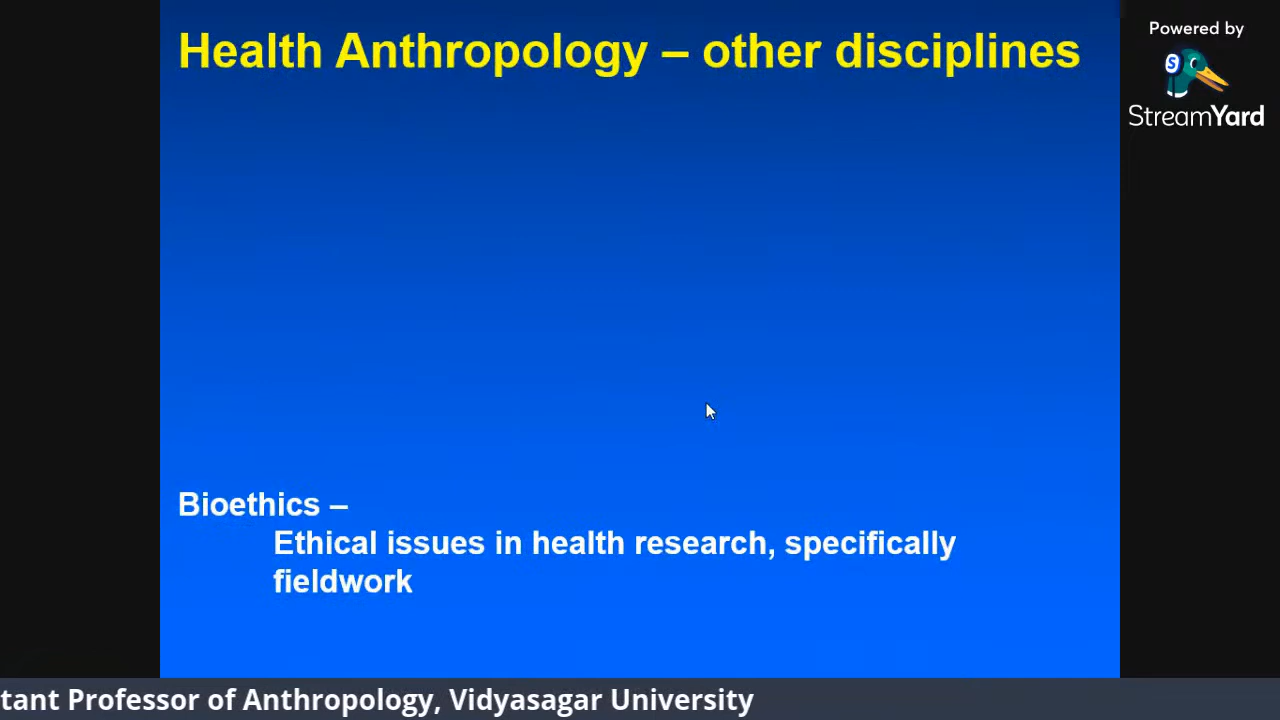 Health Anthropology – other disciplines
Powered by
StreamYard
Bioethics –
Ethical issues in health research, specifically
fieldwork
tant Professor of Anthropology, Vidyasagar University